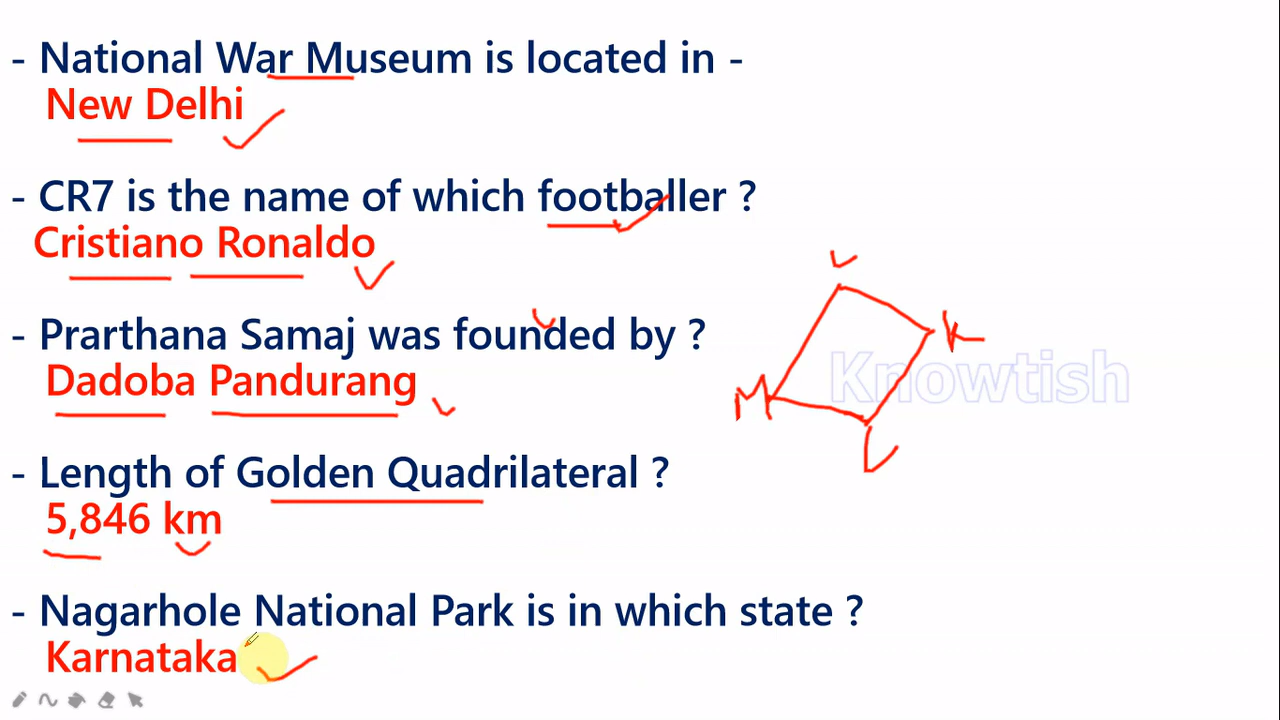 - National War Museum is located in -
New Delhi
- CR7 is the name of which footballer ?
Cristiano Ronaldo
- Prarthana Samaj was founded by ?
Dadoba Pandurang
K
Knowtish
M
- Length of Golden Quadrilateral ?
5,846 km
- Nagarhole National Park is in which state ?
Karnataka